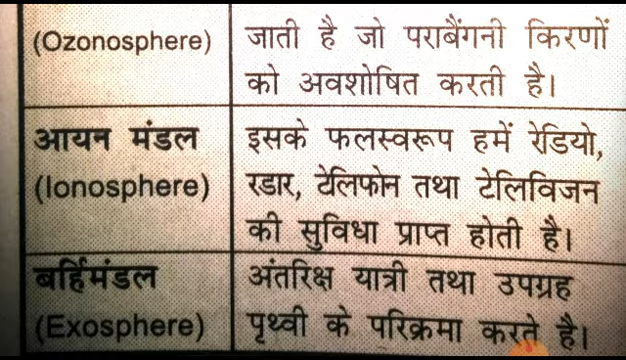 (Ozonosphere) जाती है जो पराबैंगनी किरणों
को अवशोषित करती है।
आयन मंडल इसके फलस्वरूप हमें रेडियो,
(Ionosphere) रडार, टेलिफोन तथा टेलिविजन
की सुविधा प्राप्त होती है।
बर्हिमंडल अंतरिक्ष यात्री तथा उपग्रह
(Exosphere) पृथ्वी के परिक्रमा करते है।